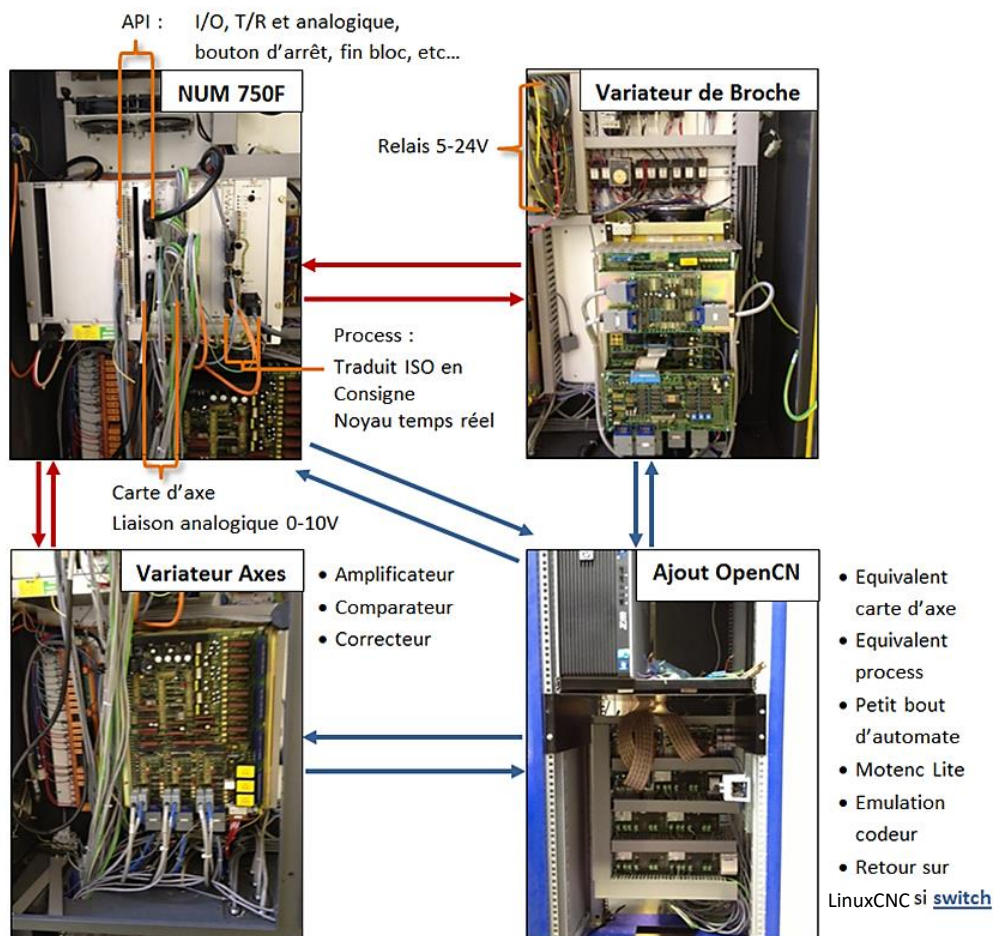 API : I/O, T/R et analogique,
bouton d'arrêt, fin bloc, etc...
NUM 750F
Variateur de Broche
Relais 5-24V
Process :
Traduit ISO en
Consigne
Noyau temps réel
Carte d'axe
Liaison analogique 0-10V
Variateur Axes
• Amplificateur
• Comparateur
• Correcteur
Ajout OpenCN
• Equivalent
carte d'axe
• Equivalent
process
• Petit bout
d'automate
• Motenc Lite
• Emulation
codeur
• Retour sur
LinuxCNC si switch